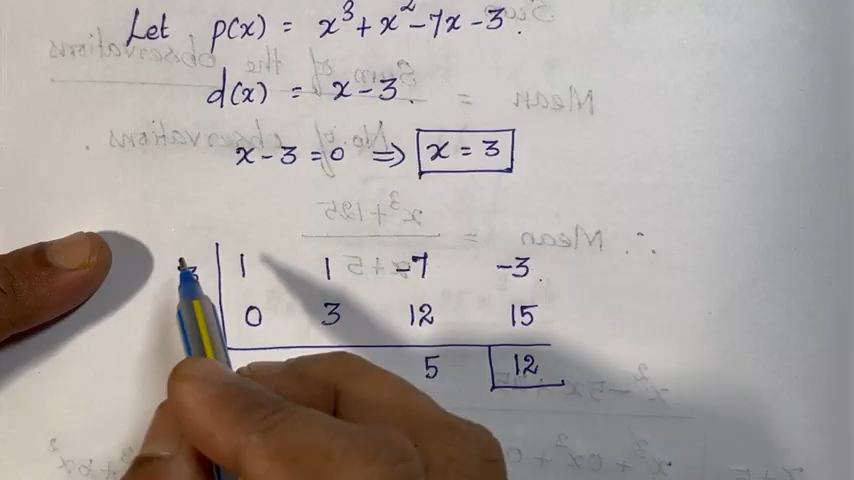 Let p(x) = x³ + x² - 7x - 3.
d(x) = x - 3.
x - 3 = 0 ⇒ x = 3
3 | 1 1 -7 -3
0 3 12 15
5 12